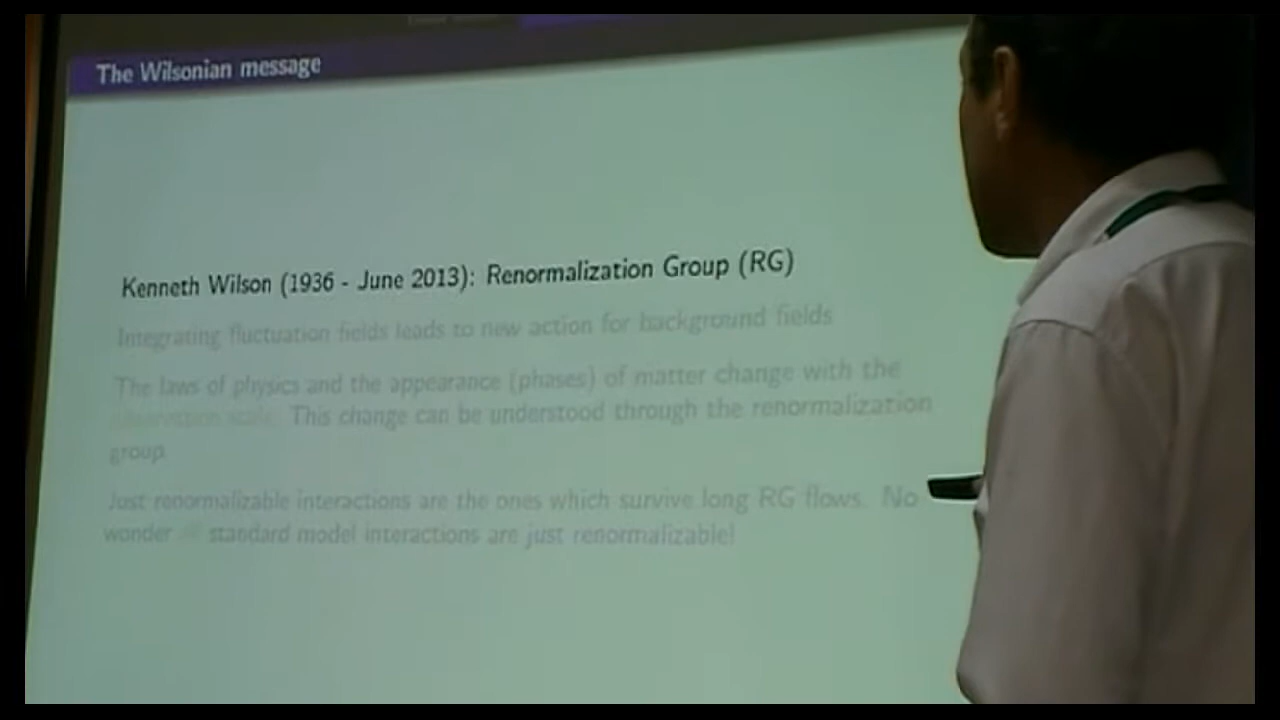 The Wilsonian message
Kenneth Wilson (1936 - June 2013): Renormalization Group (RG)
Integrating fluctuation fields leads to new action for background fields
The laws of physics and the appearance (phases) of matter change with the
observation scale. This change can be understood through the renormalization
group.
Just renormalizable interactions are the ones which survive long RG flows. No
wonder all standard model interactions are just renormalizable!